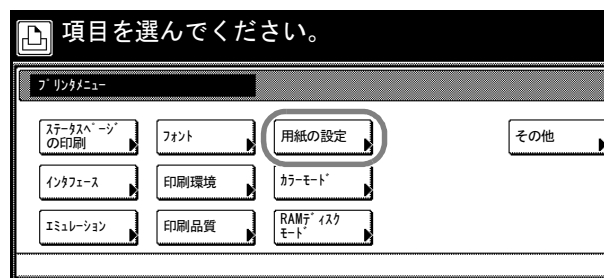 項目を選んでください。
プリンタメニュー
ステータスページ
の印刷
フォント
用紙の設定
その他
インタフェース
印刷環境
カラーモード
エミュレーション
印刷品質
RAMディスク
モード